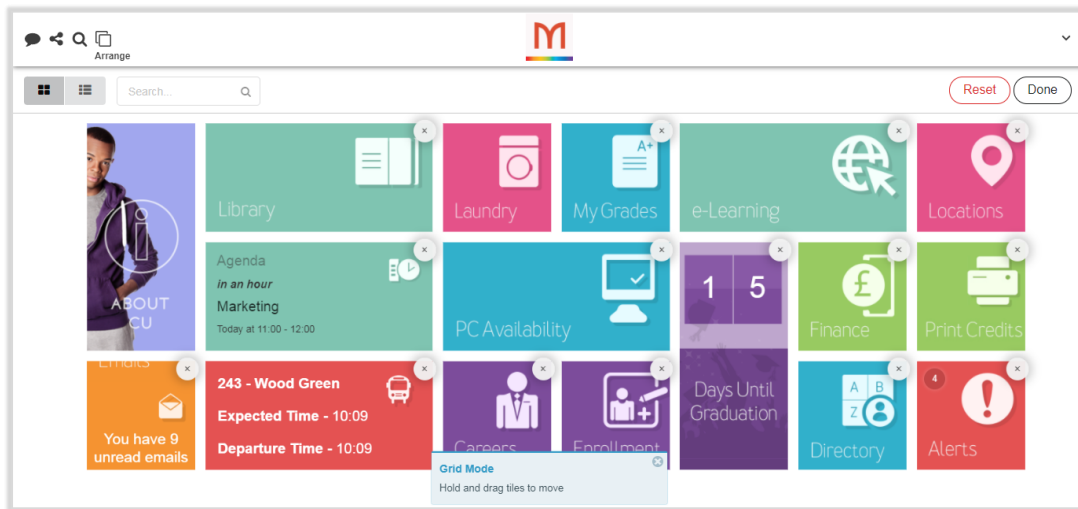 M
Arrange
Search...
Reset
Done
ABOUT
CU
Library
Laundry
A+
My Grades
e-Learning
Locations
Agenda
in an hour
Marketing
Today at 11:00 - 12:00
PC Availability
1 5
Days Until
Graduation
£
Finance
Print Credits
Emails
You have 9
unread emails
243 - Wood Green
Expected Time - 10:09
Departure Time - 10:09
Careers
Enrollment
A B
Z
Directory
4
Alerts
Grid Mode
Hold and drag tiles to move